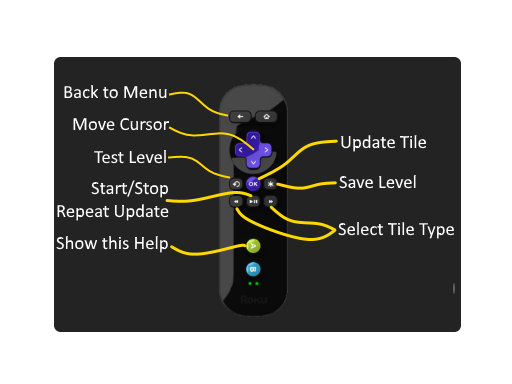 Back to Menu
Move Cursor
Test Level
Start/Stop
Repeat Update
Show this Help
Update Tile
Save Level
Select Tile Type
OK
Roku